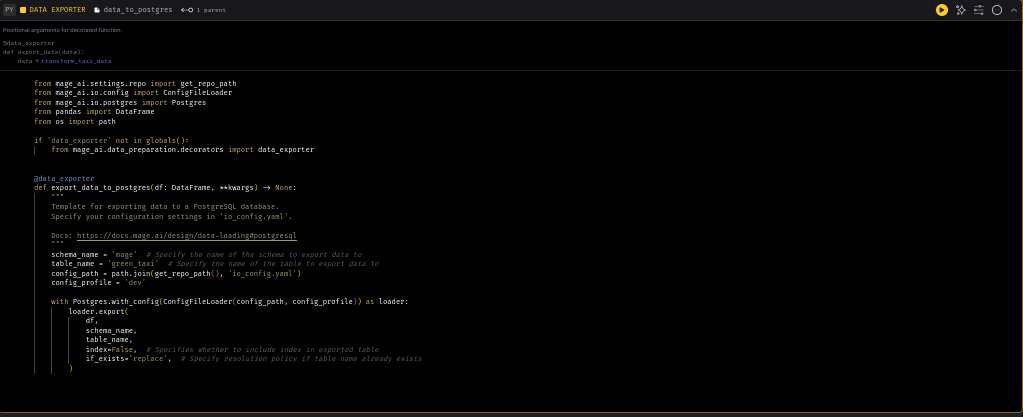 PY DATA EXPORTER data_to_postgres 1 parent
Positional arguments for decorated function:
@data_exporter
def export_data(data):
    data → transform_taxi_data
from mage_ai.settings.repo import get_repo_path
from mage_ai.io.config import ConfigFileLoader
from mage_ai.io.postgres import Postgres
from pandas import DataFrame
from os import path
if 'data_exporter' not in globals():
    from mage_ai.data_preparation.decorators import data_exporter
@data_exporter
def export_data_to_postgres(df: DataFrame, **kwargs) -> None:
    """
    Template for exporting data to a PostgreSQL database.
    Specify your configuration settings in 'io_config.yaml'.
    Docs: https://docs.mage.ai/design/data-loading#postgresql
    """
    schema_name = 'mage'  # Specify the name of the schema to export data to
    table_name = 'green_taxi'  # Specify the name of the table to export data to
    config_path = path.join(get_repo_path(), 'io_config.yaml')
    config_profile = 'dev'
    with Postgres.with_config(ConfigFileLoader(config_path, config_profile)) as loader:
        loader.export(
            df,
            schema_name,
            table_name,
            index=False,  # Specifies whether to include index in exported table
            if_exists='replace',  # Specify resolution policy if table name already exists
        )